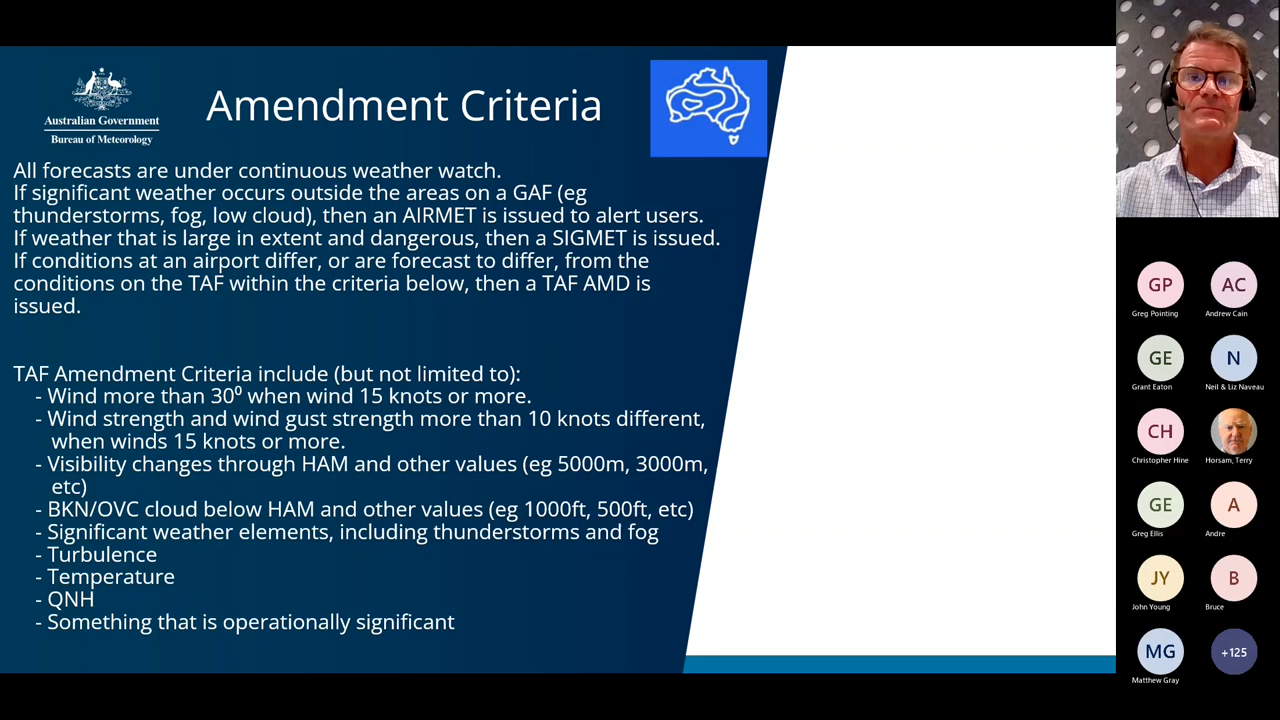 Australian Government
Bureau of Meteorology
Amendment Criteria
All forecasts are under continuous weather watch.
If significant weather occurs outside the areas on a GAF (eg
thunderstorms, fog, low cloud), then an AIRMET is issued to alert users.
If weather that is large in extent and dangerous, then a SIGMET is issued.
If conditions at an airport differ, or are forecast to differ, from the
conditions on the TAF within the criteria below, then a TAF AMD is
issued.
TAF Amendment Criteria include (but not limited to):
- Wind more than 30⁰ when wind 15 knots or more.
- Wind strength and wind gust strength more than 10 knots different,
when winds 15 knots or more.
- Visibility changes through HAM and other values (eg 5000m, 3000m,
etc)
- BKN/OVC cloud below HAM and other values (eg 1000ft, 500ft, etc)
- Significant weather elements, including thunderstorms and fog
- Turbulence
- Temperature
- QNH
- Something that is operationally significant
GP
Greg Pointing
AC
Andrew Cain
GE
Grant Eaton
N
Neil & Liz Naveau
CH
Christopher Hine
Horsam, Terry
GE
Greg Ellis
A
Andre
JY
John Young
B
Bruce
MG
Matthew Gray
+125